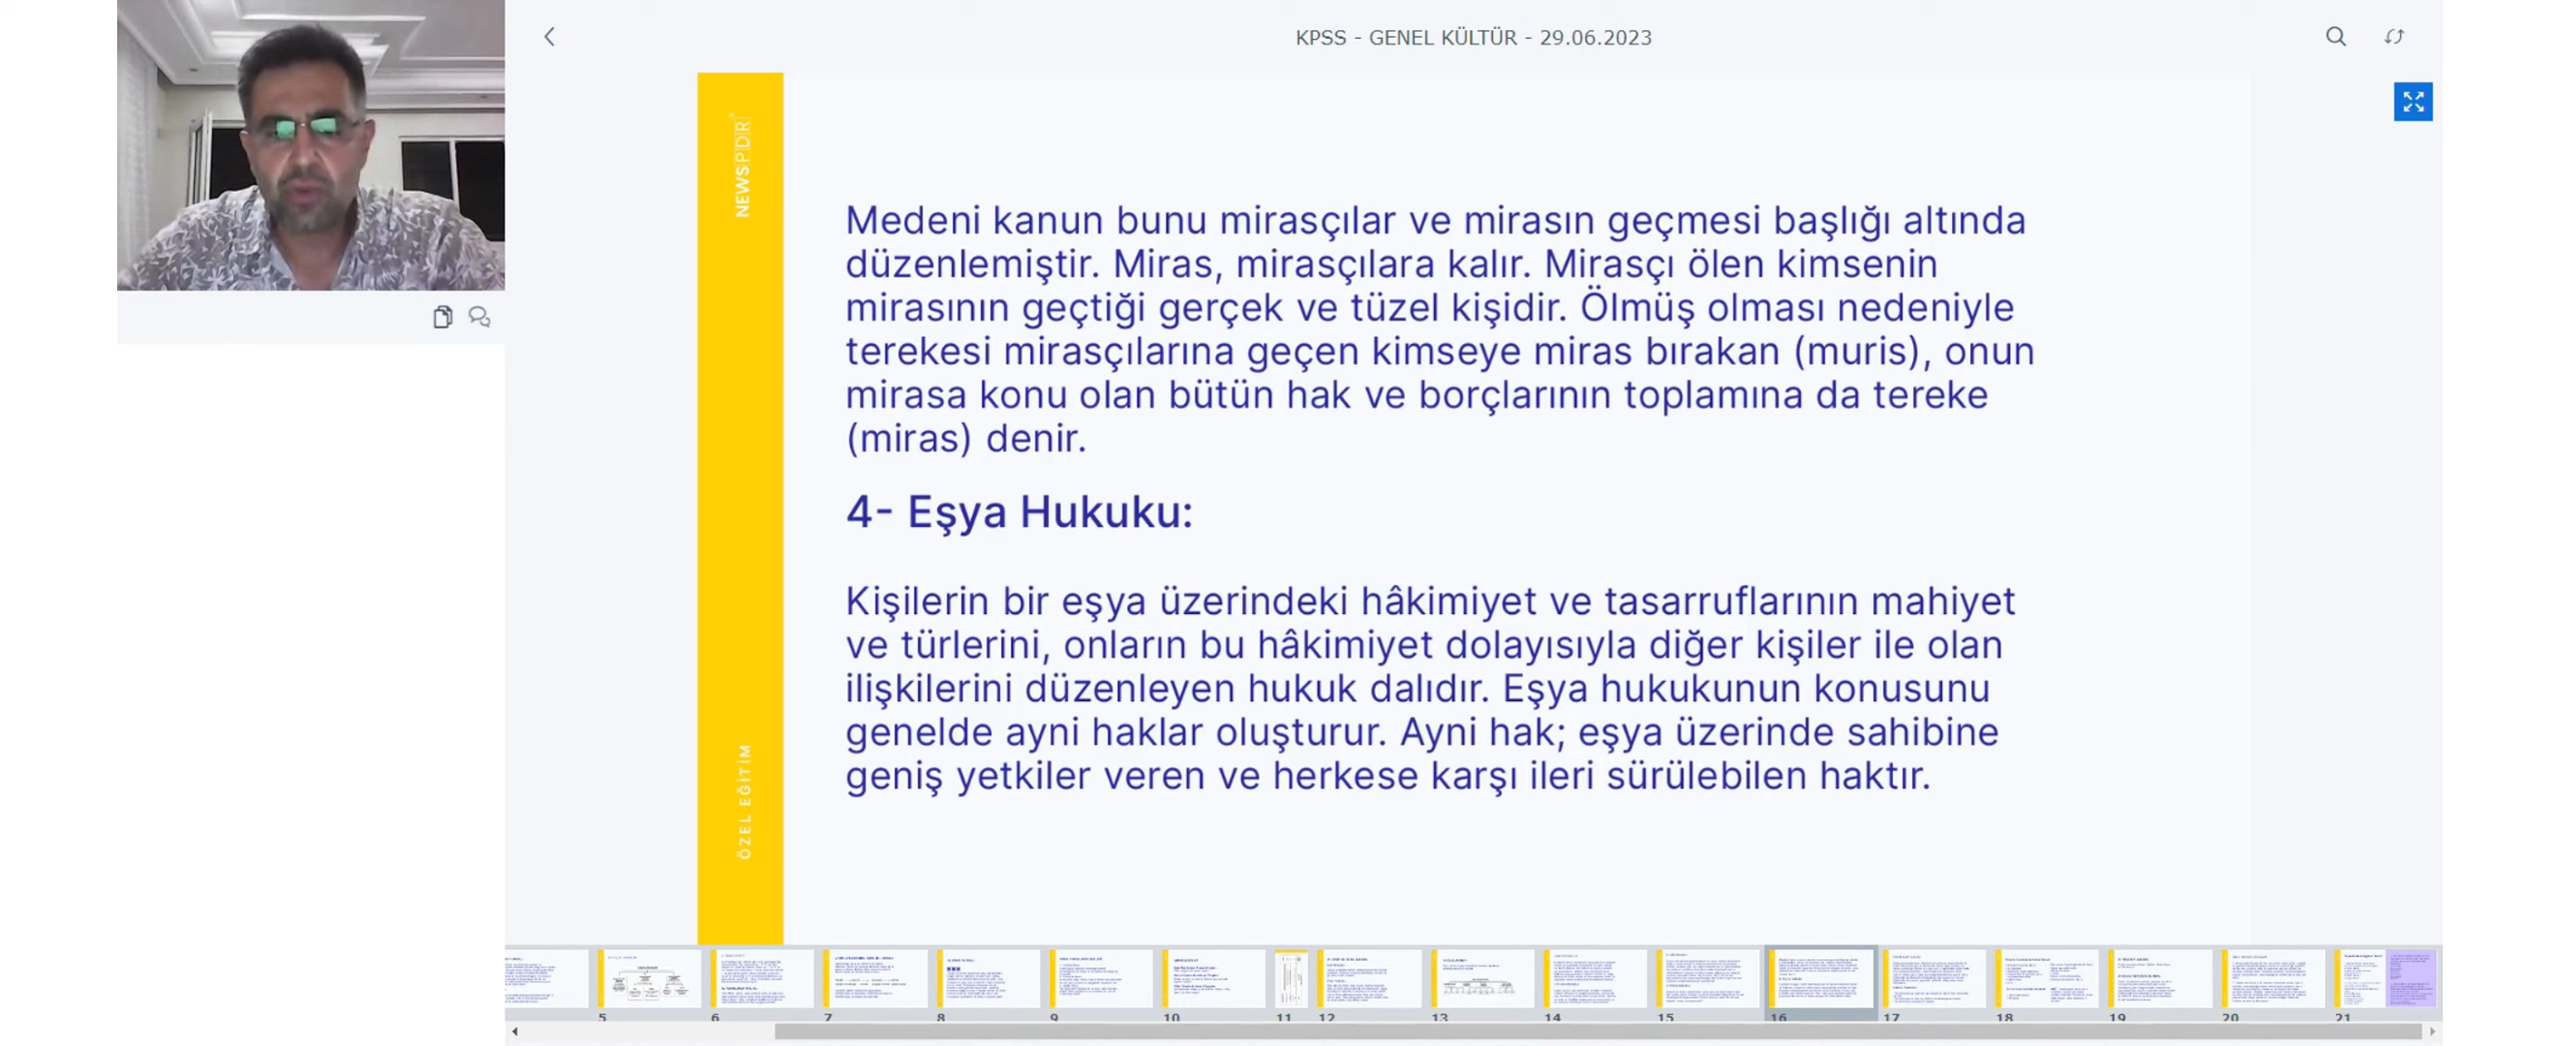 KPSS - GENEL KÜLTÜR - 29.06.2023
NEWSPDR
ÖZEL EĞİTİM
Medeni kanun bunu mirasçılar ve mirasın geçmesi başlığı altında
düzenlemiştir. Miras, mirasçılara kalır. Mirasçı ölen kimsenin
mirasının geçtiği gerçek ve tüzel kişidir. Ölmüş olması nedeniyle
terekesi mirasçılarına geçen kimseye miras bırakan (muris), onun
mirasa konu olan bütün hak ve borçlarının toplamına da tereke
(miras) denir.
4- Eşya Hukuku:
Kişilerin bir eşya üzerindeki hâkimiyet ve tasarruflarının mahiyet
ve türlerini, onların bu hâkimiyet dolayısıyla diğer kişiler ile olan
ilişkilerini düzenleyen hukuk dalıdır. Eşya hukukunun konusunu
genelde ayni haklar oluşturur. Ayni hak; eşya üzerinde sahibine
geniş yetkiler veren ve herkese karşı ileri sürülebilen haktır.
5 6 7 8 9 10 11 12 13 14 15 16 17 18 19 20 21